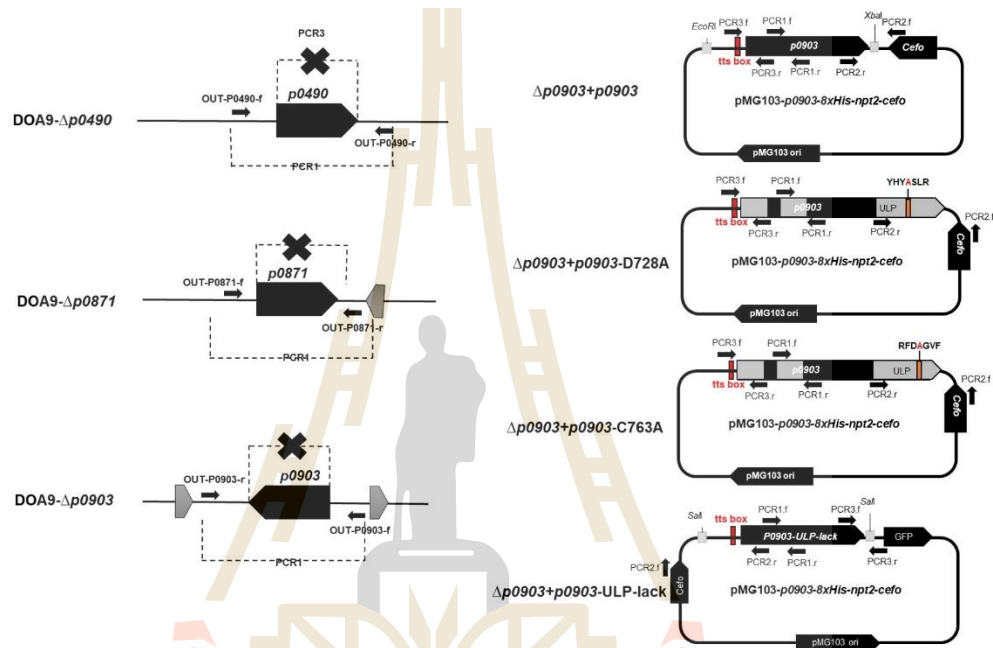 PCR3
p0490
OUT-P0490-f
DOA9-Δp0490
OUT-P0490-r
PCR1
p0871
OUT-P0871-f
DOA9-Δp0871
OUT-P0871-r
PCR1
p0903
OUT-P0903-r
DOA9-Δp0903
OUT-P0903-f
PCR1
Δp0903+p0903
EcoRI
PCR3.f
PCR1.f
XbaI
PCR2.f
p0903
Cefo
tts box
PCR3.r
PCR1.r
PCR2.r
pMG103-p0903-8xHis-npt2-cefo
pMG103 ori
Δp0903+p0903-D728A
YHYASLR
PCR3.f
PCR1.f
p0903
ULP
tts box
PCR3.r
PCR1.r
PCR2.r
PCR2.f
Cefo
pMG103-p0903-8xHis-npt2-cefo
pMG103 ori
Δp0903+p0903-C763A
RFDAGVF
PCR3.f
PCR1.f
p0903
ULP
tts box
PCR3.r
PCR1.r
PCR2.r
PCR2.f
Cefo
pMG103-p0903-8xHis-npt2-cefo
pMG103 ori
Δp0903+p0903-ULP-lack
SalI
tts box
PCR1.f
PCR3.f
SalI
P0903-ULP-lack
GFP
PCR2.r
PCR1.r
PCR3.r
PCR2.f
Cefo
pMG103-p0903-8xHis-npt2-cefo
pMG103 ori